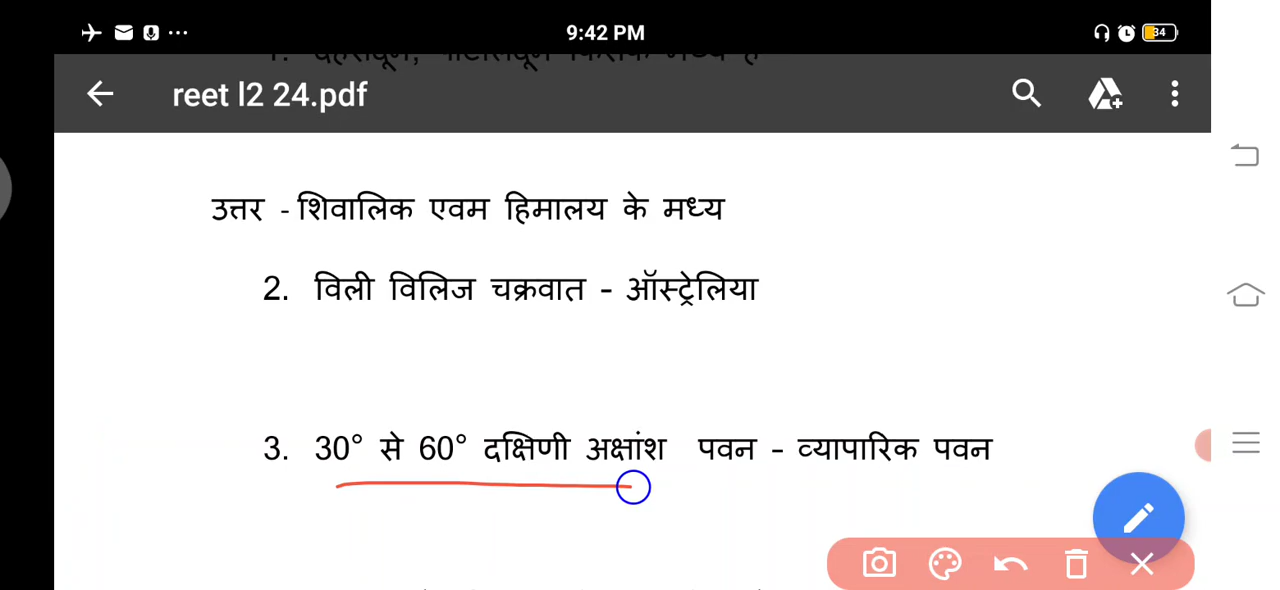 9:42 PM
34
reet l2 24.pdf
उत्तर - शिवालिक एवम हिमालय के मध्य
2. विली विलिज चक्रवात - ऑस्ट्रेलिया
3. 30° से 60° दक्षिणी अक्षांश पवन - व्यापारिक पवन